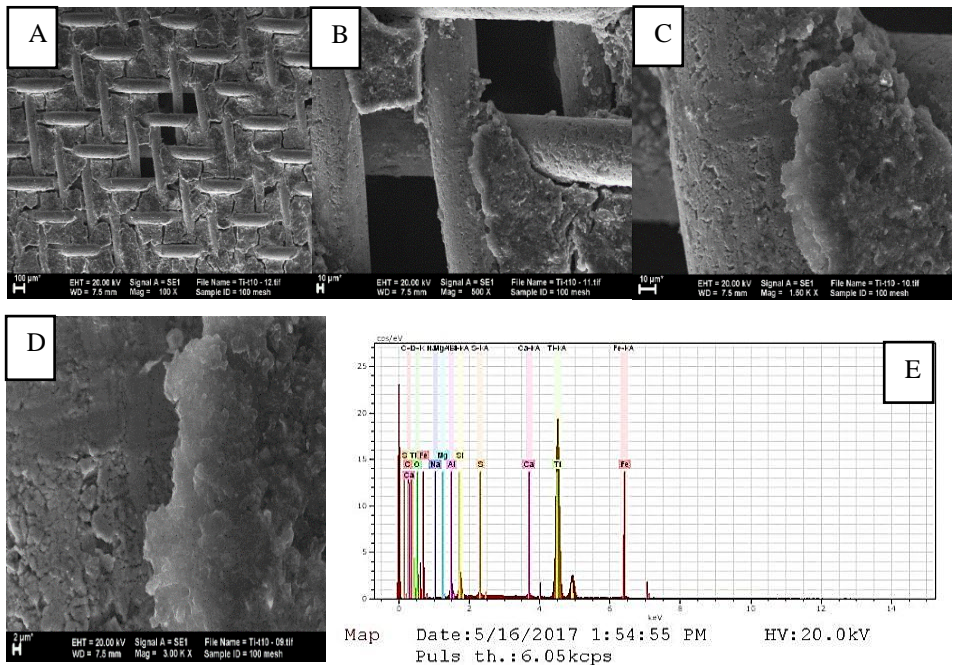 A
100 µm*
EHT = 20.00 kV Signal A = SE1 File Name = Ti-t10 - 12.tif
WD = 7.5 mm Mag = 100 X Sample ID = 100 mesh
B
10 µm*
EHT = 20.00 kV Signal A = SE1 File Name = Ti-t10 - 11.tif
WD = 7.5 mm Mag = 500 X Sample ID = 100 mesh
C
10 µm*
EHT = 20.00 kV Signal A = SE1 File Name = Ti-t10 - 10.tif
WD = 7.5 mm Mag = 1.50 K X Sample ID = 100 mesh
D
2 µm*
EHT = 20.00 kV Signal A = SE1 File Name = Ti-t10 - 09.tif
WD = 7.5 mm Mag = 3.00 K X Sample ID = 100 mesh
E
cps/eV
S-KA Ca-KA Ti-KA Fe-KA
25
20
15
10
5
0
S Ti Fe Mg Si
C O Na Al S Ca Ti Fe
Ca
0 2 4 6 8 10 12 14
keV
Map Date:5/16/2017 1:54:55 PM HV:20.0kV
Puls th.:6.05kcps